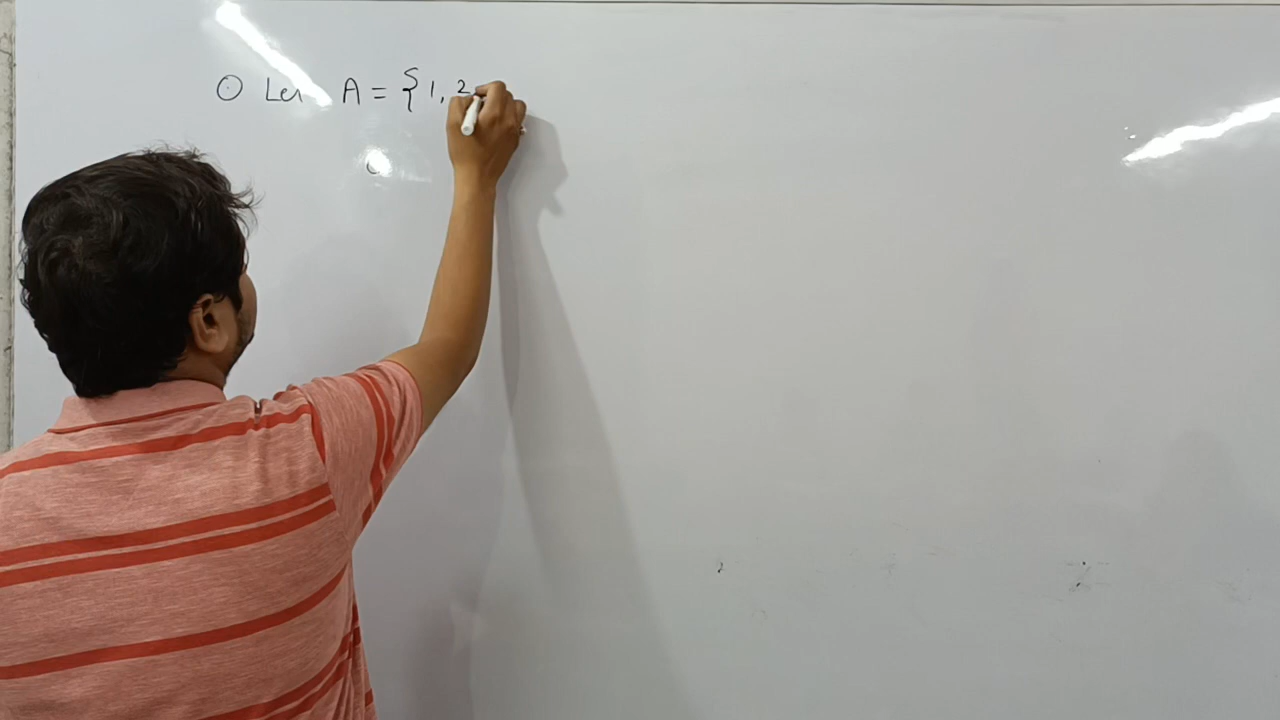 ⊙ Let A = {1, 2